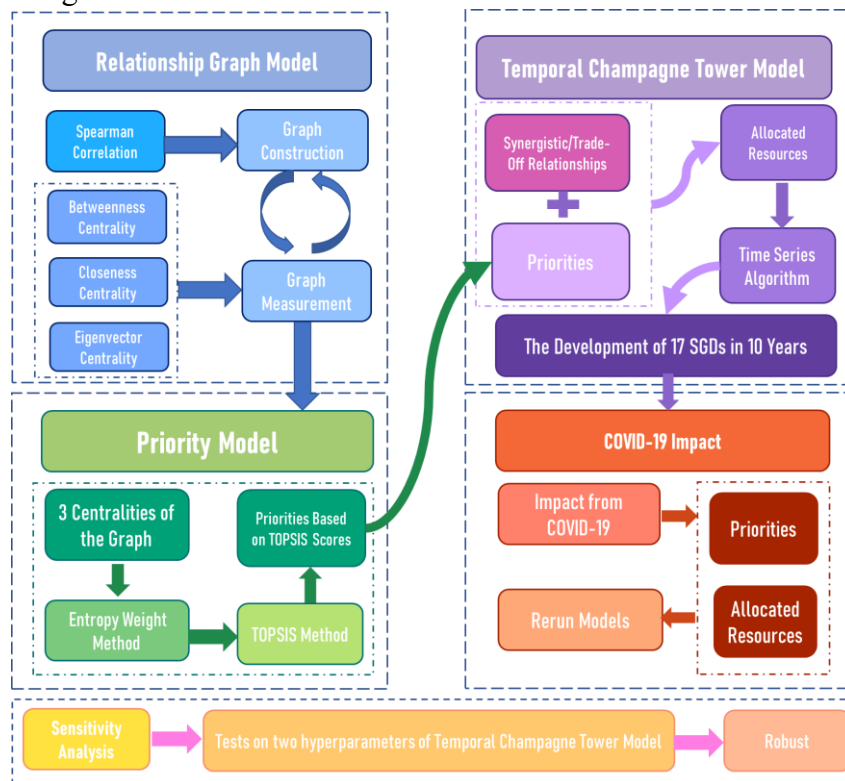 Relationship Graph Model
Spearman
Correlation
Graph
Construction
Betweenness
Centrality
Closeness
Centrality
Eigenvector
Centrality
Graph
Measurement
Priority Model
3 Centralities
of the Graph
Priorities Based
on TOPSIS Scores
Entropy Weight
Method
TOPSIS Method
Temporal Champagne Tower Model
Synergistic/Trade-
Off Relationships
Priorities
Allocated
Resources
Time Series
Algorithm
The Development of 17 SGDs in 10 Years
COVID-19 Impact
Impact from
COVID-19
Priorities
Rerun Models
Allocated
Resources
Sensitivity
Analysis
Tests on two hyperparameters of Temporal Champagne Tower Model
Robust